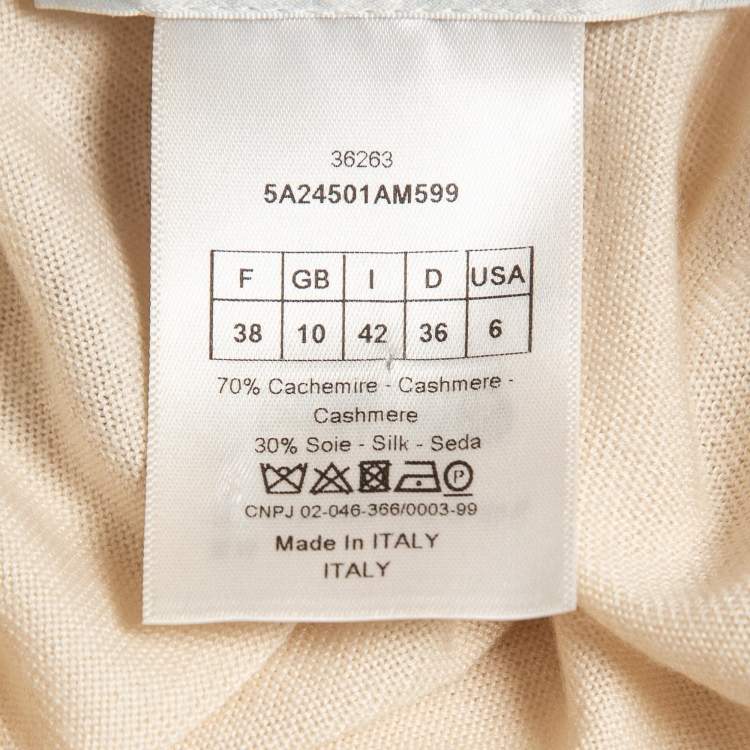 36263
5A24501AM599
F GB I D USA
38 10 42 36 6
70% Cachemire - Cashmere -
Cashmere
30% Soie - Silk - Seda
P
CNPJ 02-046-366/0003-99
Made In ITALY
ITALY